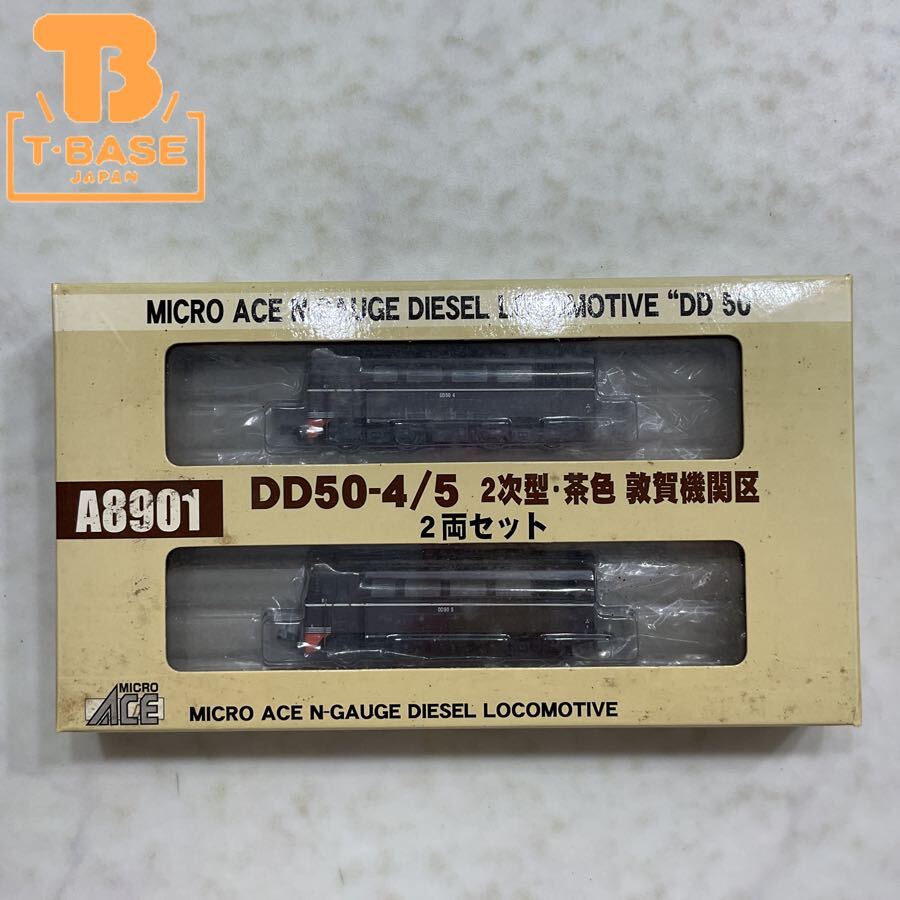 B
T·BASE
JAPAN
MICRO ACE N-GAUGE DIESEL LOCOMOTIVE "DD 50"
DD50 4
A8901
DD50-4/5 2次型・茶色 敦賀機関区
2両セット
DD50 5
MICRO
ACE
MICRO ACE N-GAUGE DIESEL LOCOMOTIVE